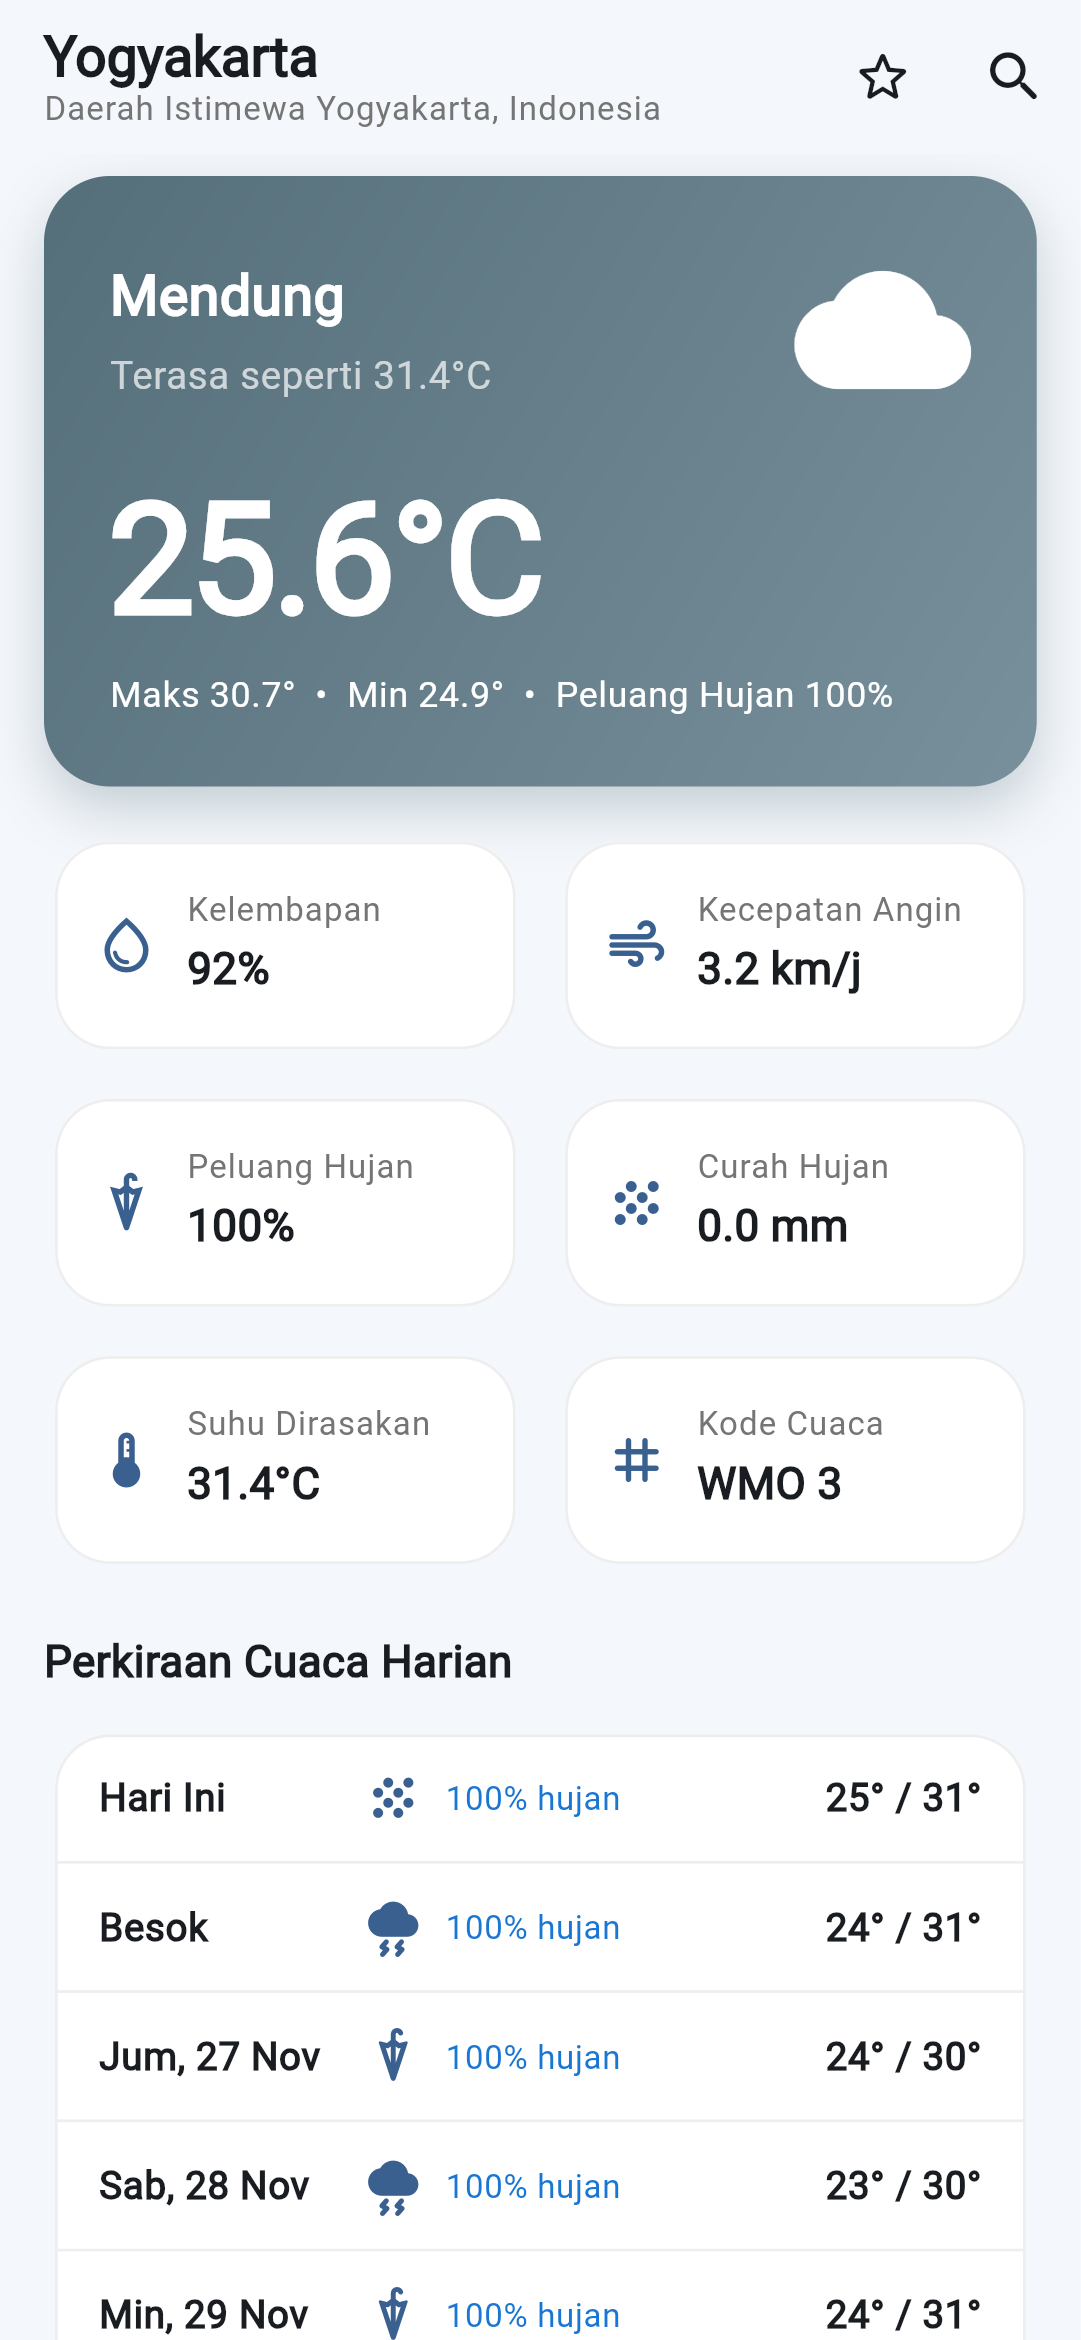 Yogyakarta
Daerah Istimewa Yogyakarta, Indonesia
Mendung
Terasa seperti 31.4°C
25.6°C
Maks 30.7° • Min 24.9° • Peluang Hujan 100%
Kelembapan
92%
Kecepatan Angin
3.2 km/j
Peluang Hujan
100%
Curah Hujan
0.0 mm
Suhu Dirasakan
31.4°C
Kode Cuaca
WMO 3
Perkiraan Cuaca Harian
Hari Ini 100% hujan 25° / 31°
Besok 100% hujan 24° / 31°
Jum, 27 Nov 100% hujan 24° / 30°
Sab, 28 Nov 100% hujan 23° / 30°
Min, 29 Nov 100% hujan 24° / 31°